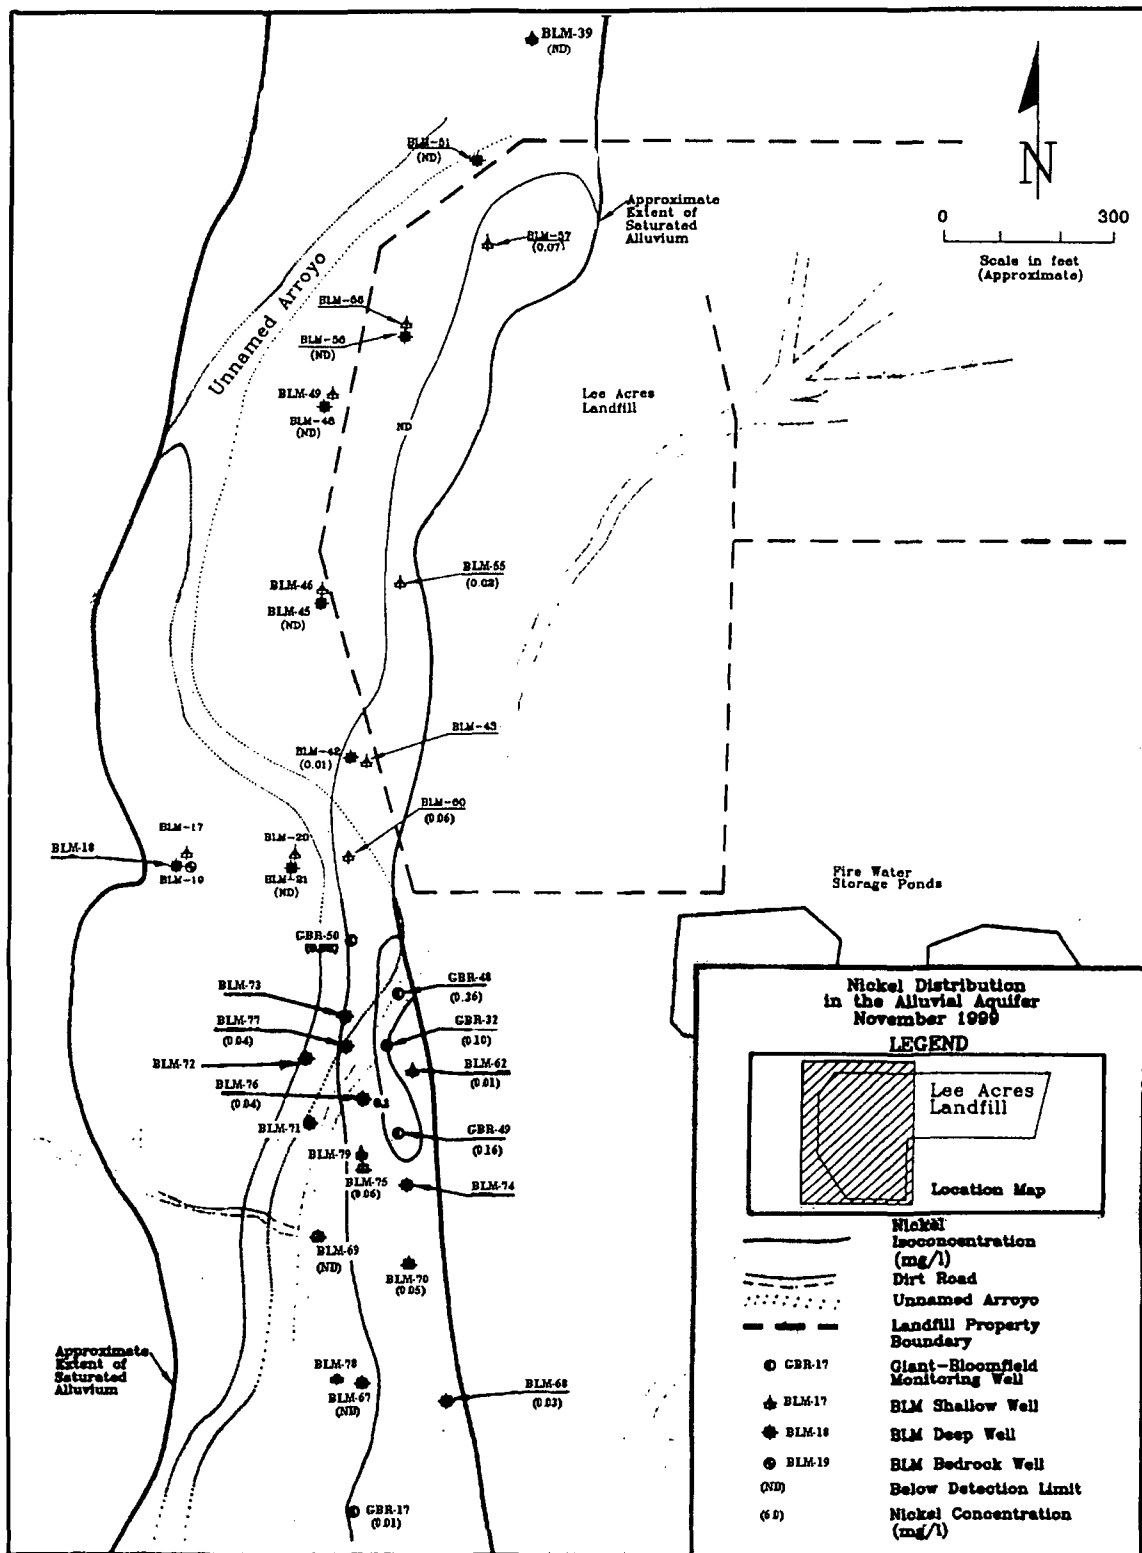 BLM-39
(ND)
BLM-51
(ND)
N
Approximate
Extent of
Saturated
Alluvium
0 300
Scale in feet
(Approximate)
BLM-57
(0.07)
Unnamed Arroyo
(ND)
BLM-49
BLM-48
(ND)
ND
Lee Acres
Landfill
BLM-55
(0.02)
BLM-46
BLM-45
(ND)
BLM-43
BLM-42
(0.01)
BLM-60
(0.06)
BLM-17
BLM-18
BLM-19
BLM-20
BLM-21
(ND)
Fire Water
Storage Ponds
GBR-50
GBR-48
(0.36)
BLM-73
BLM-77
(0.04)
GBR-32
(0.10)
BLM-72
BLM-62
(0.01)
BLM-76
(0.04)
0.1
BLM-71
GBR-49
(0.16)
BLM-79
BLM-75
(0.06)
BLM-74
BLM-69
(ND)
BLM-70
(0.05)
Approximate
Extent of
Saturated
Alluvium
BLM-78
BLM-67
(ND)
BLM-68
(0.03)
GBR-17
(0.01)
Nickel Distribution
in the Alluvial Aquifer
November 1999
LEGEND
Lee Acres
Landfill
Location Map
Nickel
Isoconcentration
(mg/l)
Dirt Road
Unnamed Arroyo
Landfill Property
Boundary
GBR-17 Giant-Bloomfield
Monitoring Well
BLM-17 BLM Shallow Well
BLM-18 BLM Deep Well
BLM-19 BLM Bedrock Well
(ND) Below Detection Limit
Nickel Concentration
(mg/l)